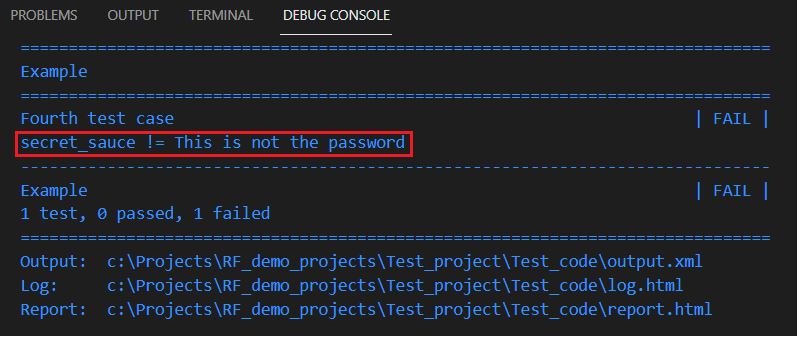 PROBLEMS OUTPUT TERMINAL DEBUG CONSOLE
==============================================================================
Example
==============================================================================
Fourth test case | FAIL |
secret_sauce != This is not the password
------------------------------------------------------------------------------
Example | FAIL |
1 test, 0 passed, 1 failed
==============================================================================
Output: c:\Projects\RF_demo_projects\Test_project\Test_code\output.xml
Log: c:\Projects\RF_demo_projects\Test_project\Test_code\log.html
Report: c:\Projects\RF_demo_projects\Test_project\Test_code\report.html